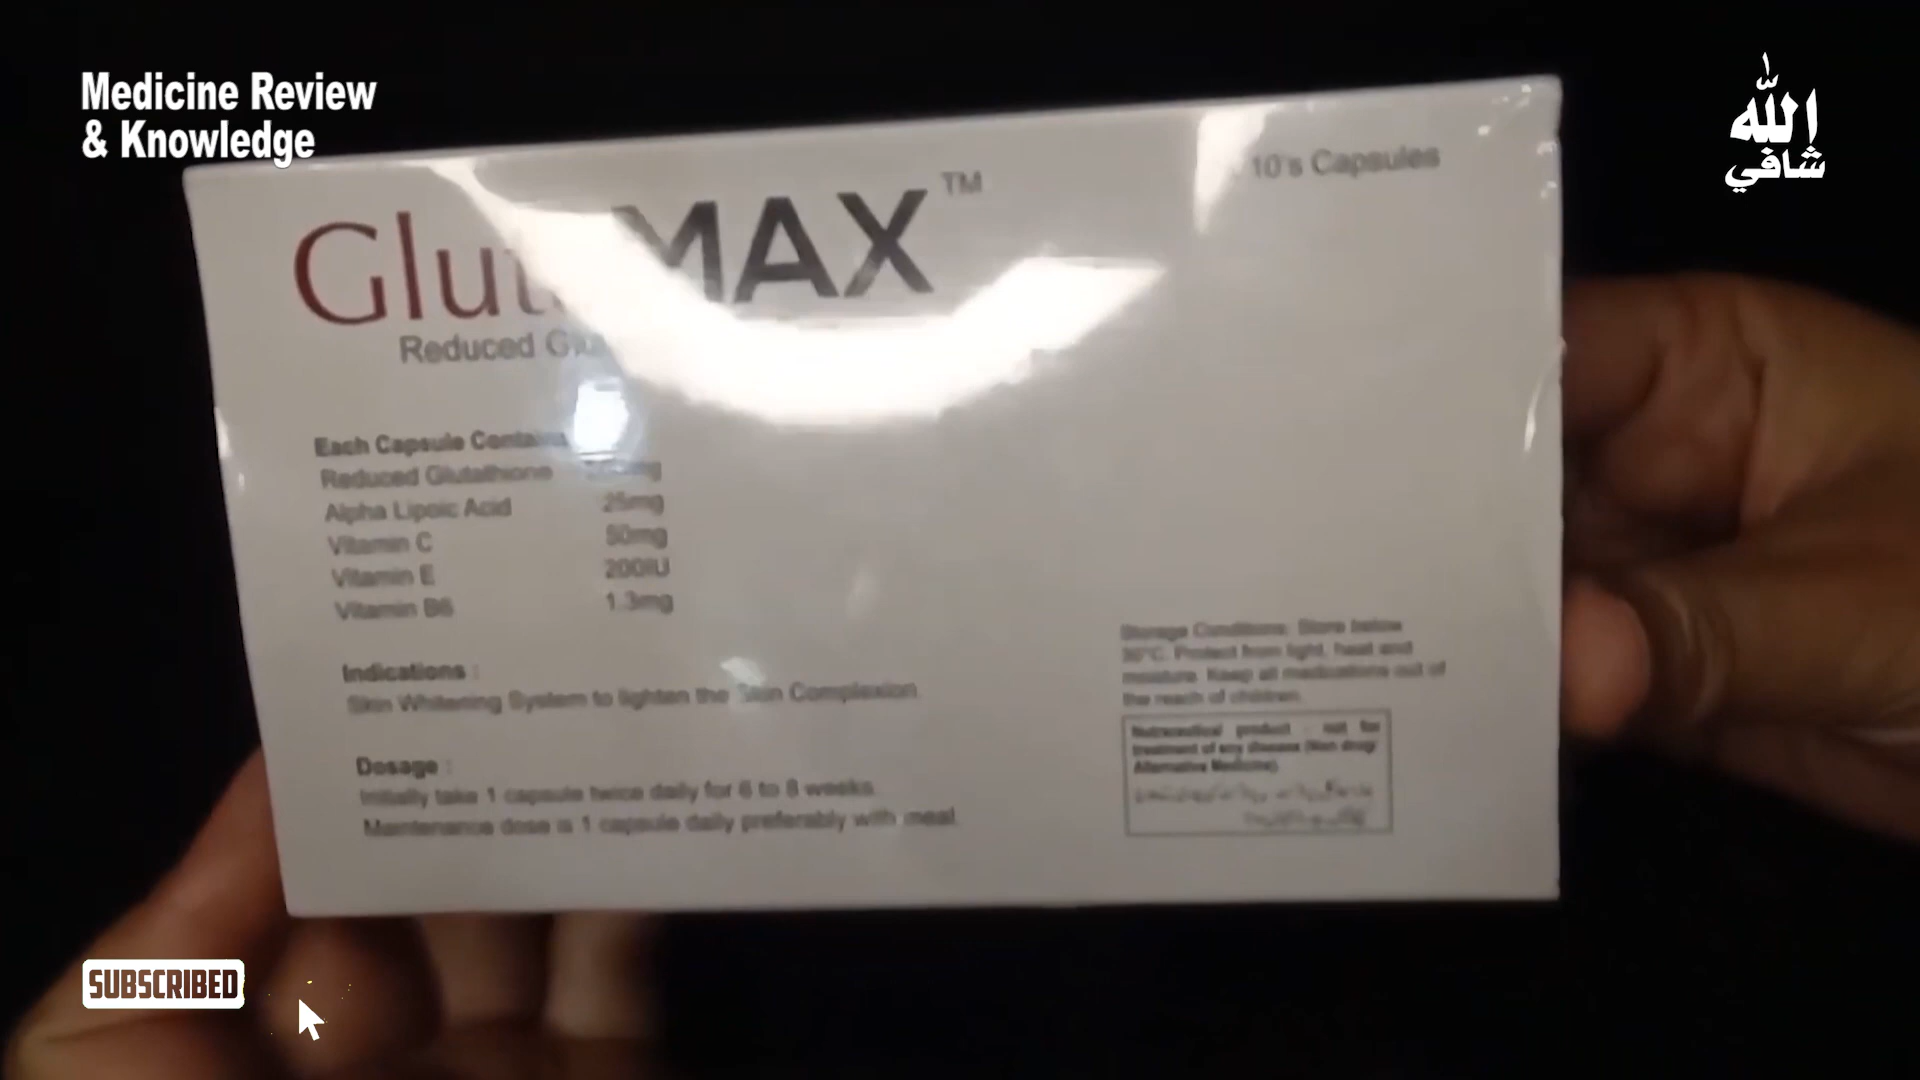 Medicine Review
& Knowledge
الله
شافي
10's Capsules
MAX™
Reduced
Each Capsule Contains
Reduced Glutathione
Alpha Lipoic Acid 25mg
Vitamin C 50mg
Vitamin E 200IU
Vitamin B6 1.3mg
Indications :
Skin Whitening System to lighten the Skin Complexion
Dosage :
Initially take 1 capsule twice daily for 6 to 8 weeks
Maintenance dose is 1 capsule daily preferably with meal
Storage Conditions: Store below
30°C. Protect from light, heat and
moisture. Keep all medications out of
the reach of children.
Nutraceutical product not for
treatment of any disease (Non drug/
Alternative Medicine)
SUBSCRIBED